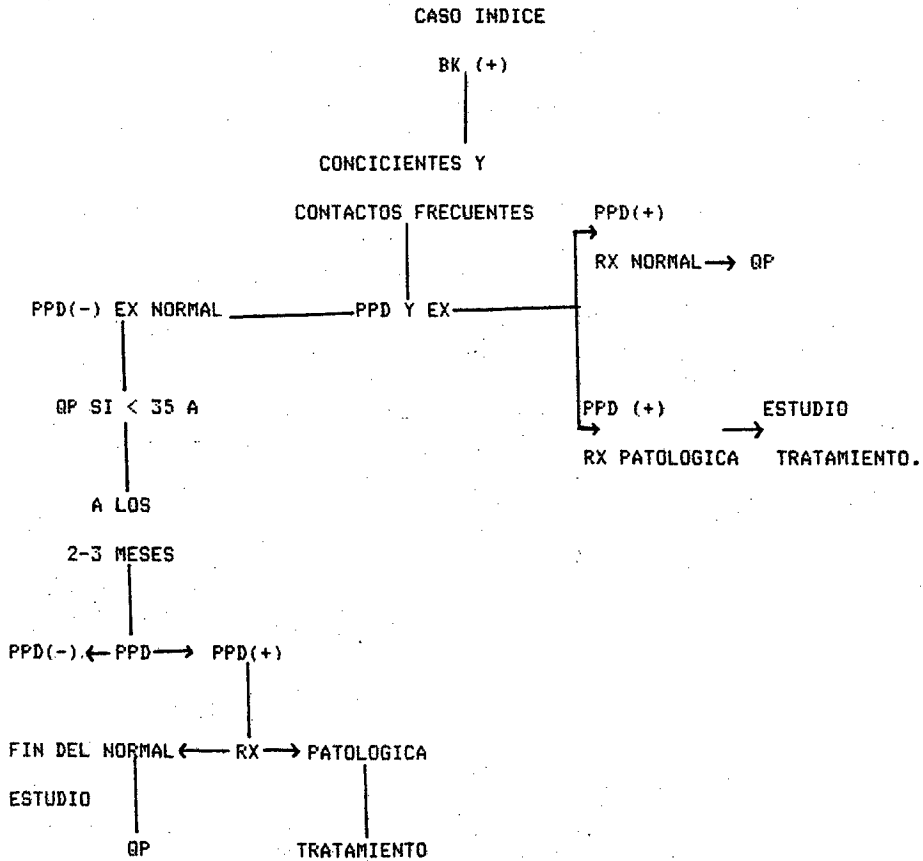 CASO INDICE
BK (+)
CONCICIENTES Y
CONTACTOS FRECUENTES
PPD(+)
RX NORMAL → QP
PPD(-) EX NORMAL
PPD Y EX
QP SI < 35 A
PPD (+) → ESTUDIO
RX PATOLOGICA TRATAMIENTO.
A LOS
2-3 MESES
PPD(-).← PPD → PPD(+)
FIN DEL NORMAL ← RX → PATOLOGICA
ESTUDIO
QP
TRATAMIENTO